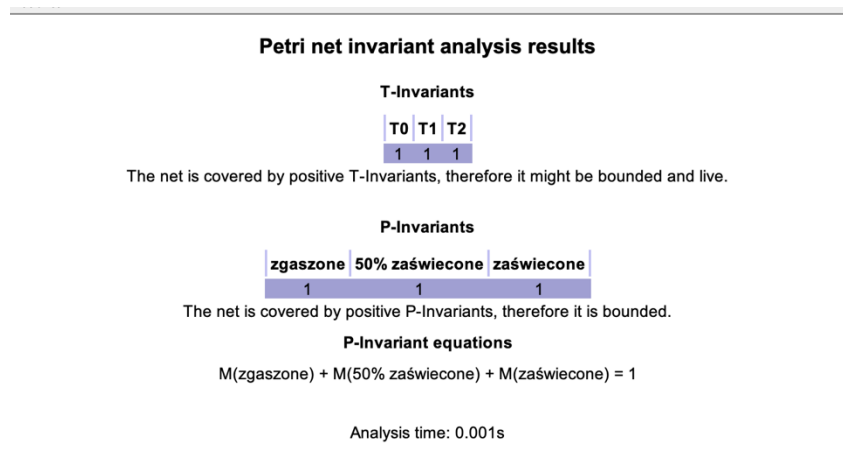 Petri net invariant analysis results
T-Invariants
T0 T1 T2
1 1 1
The net is covered by positive T-Invariants, therefore it might be bounded and live.
P-Invariants
zgaszone 50% zaświecone zaświecone
1 1 1
The net is covered by positive P-Invariants, therefore it is bounded.
P-Invariant equations
M(zgaszone) + M(50% zaświecone) + M(zaświecone) = 1
Analysis time: 0.001s